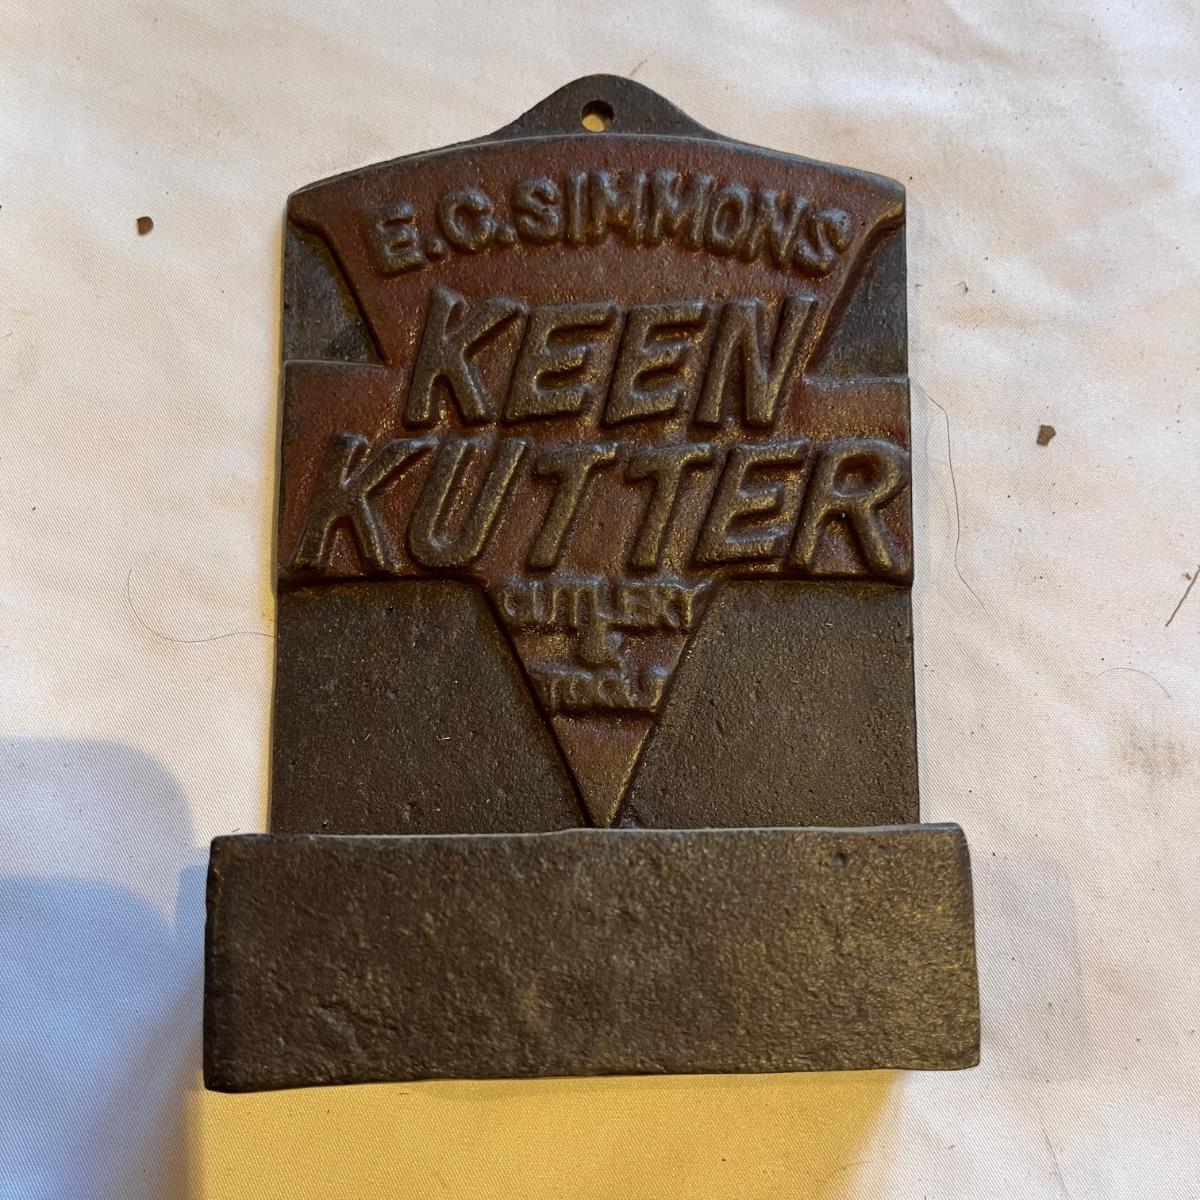 E.C.SIMMONS
KEEN
KUTTER
CUTLERY
&
TOOLS